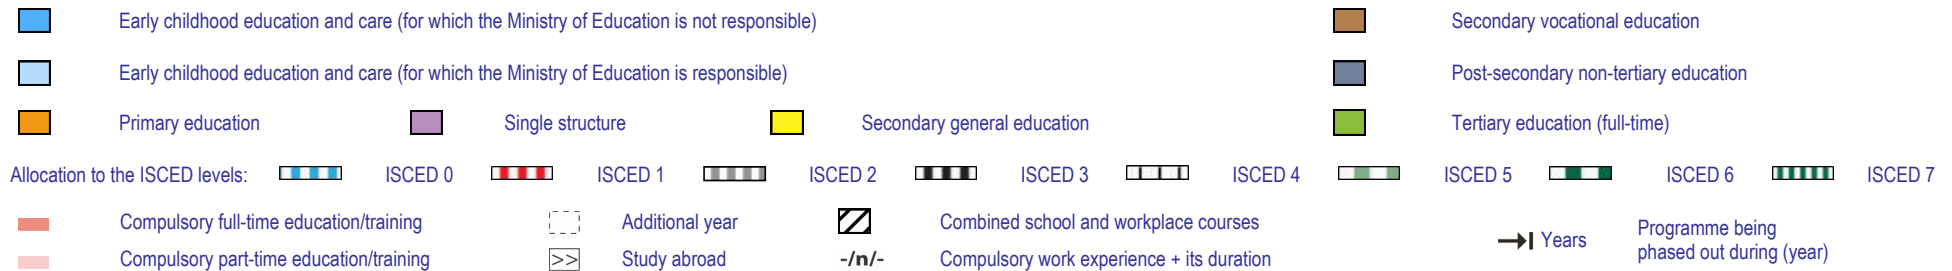 Early childhood education and care (for which the Ministry of Education is not responsible)
Secondary vocational education
Early childhood education and care (for which the Ministry of Education is responsible)
Post-secondary non-tertiary education
Primary education
Single structure
Secondary general education
Tertiary education (full-time)
Allocation to the ISCED levels:
ISCED 0
ISCED 1
ISCED 2
ISCED 3
ISCED 4
ISCED 5
ISCED 6
ISCED 7
Compulsory full-time education/training
Additional year
Combined school and workplace courses
Years
Programme being
phased out during (year)
Compulsory part-time education/training
>>
Study abroad
-/n/-
Compulsory work experience + its duration